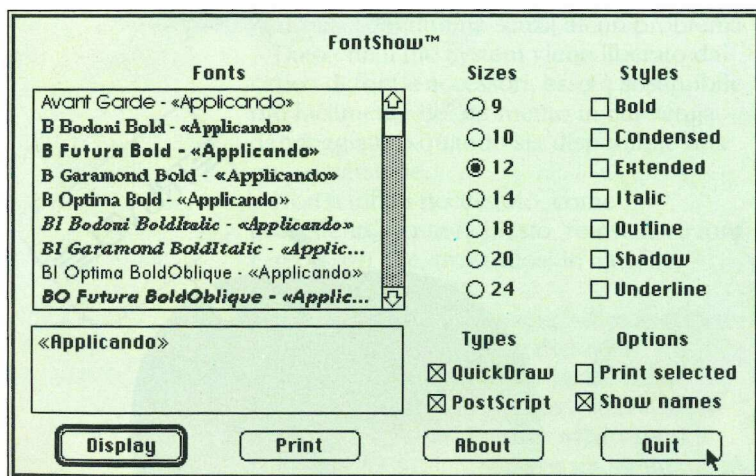 FontShow™
Fonts
Avant Garde - «Applicando»
B Bodoni Bold - «Applicando»
B Futura Bold - «Applicando»
B Garamond Bold - «Applicando»
B Optima Bold - «Applicando»
BI Bodoni BoldItalic - «Applicando»
BI Garamond BoldItalic - «Applic...
BI Optima BoldOblique - «Applicando»
BO Futura BoldOblique - «Applic...
«Applicando»
Sizes
9
10
12
14
18
20
24
Styles
Bold
Condensed
Extended
Italic
Outline
Shadow
Underline
Types
QuickDraw
PostScript
Options
Print selected
Show names
Display
Print
About
Quit